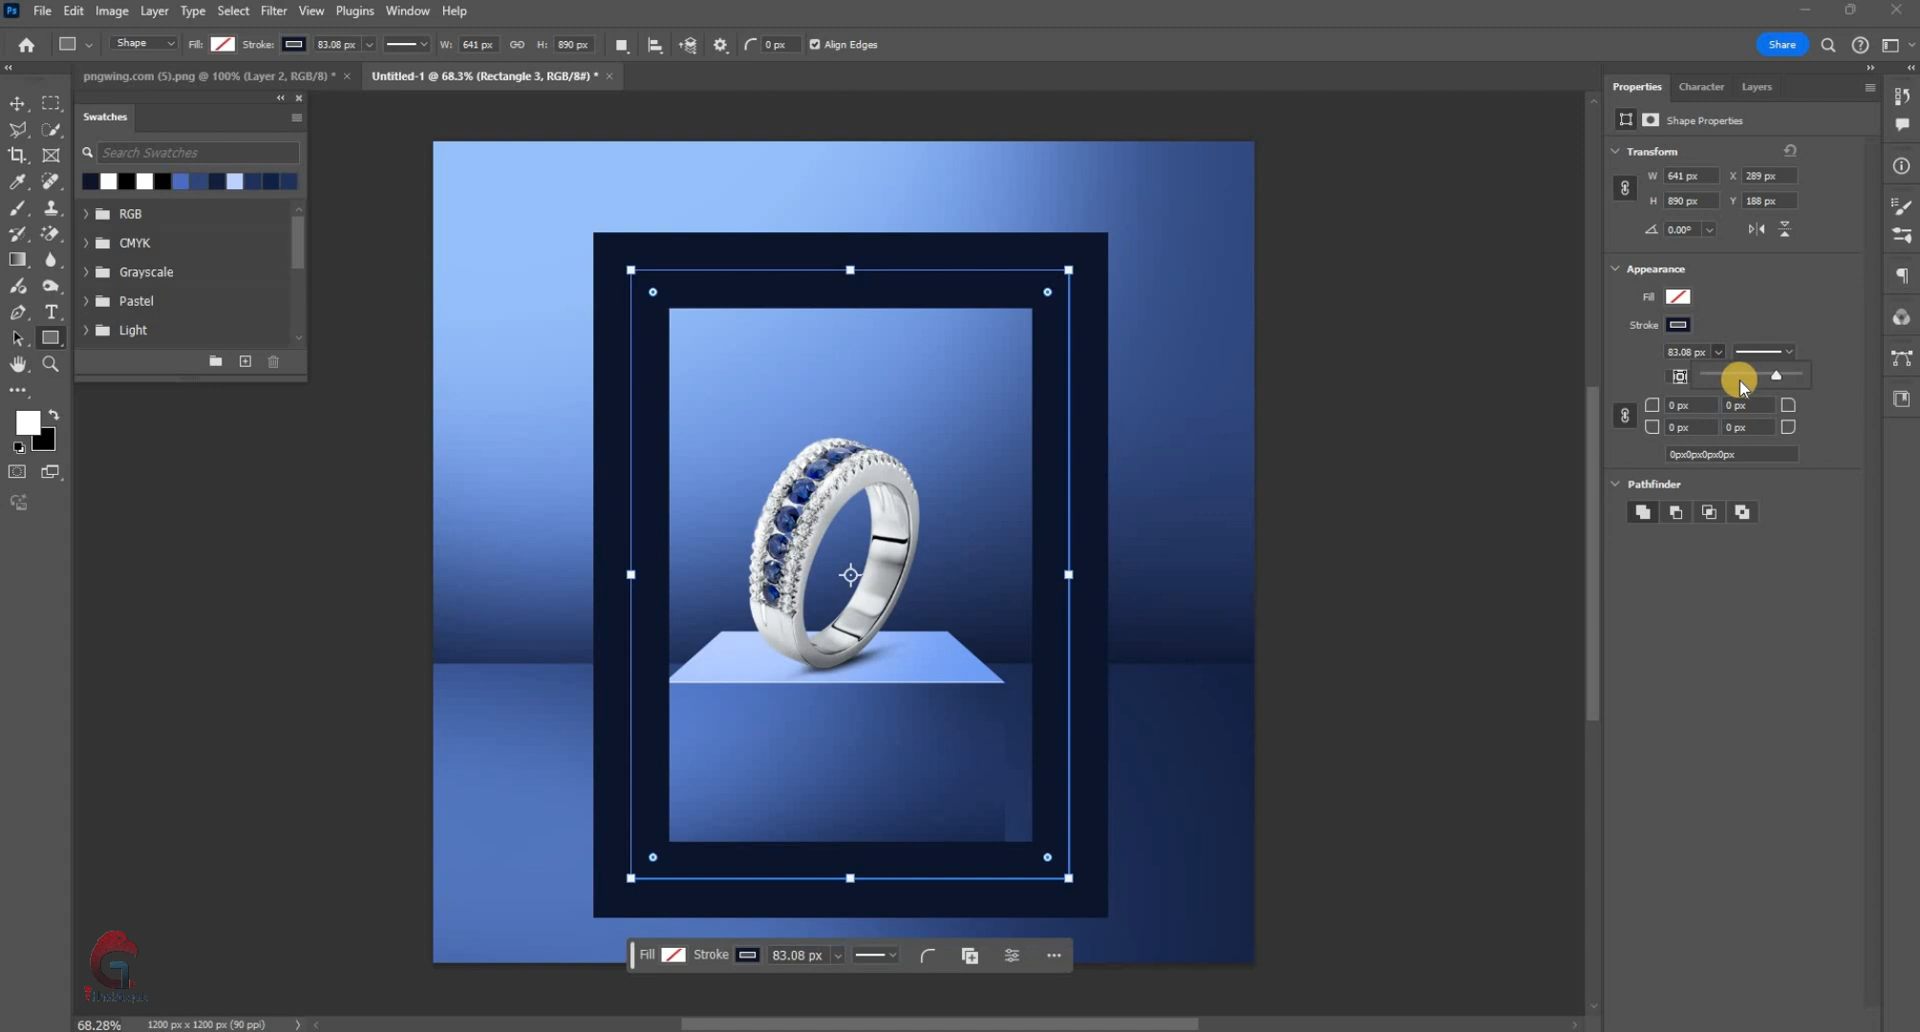 Ps File Edit Image Layer Type Select Filter View Plugins Window Help
Shape Fill: Stroke: 83.08 px W: 641 px H: 890 px 0 px Align Edges Share
pngwing.com (5).png @ 100% (Layer 2, RGB/8) * × Untitled-1 @ 68.3% (Rectangle 3, RGB/8#) * ×
Swatches
Search Swatches
RGB
CMYK
Grayscale
Pastel
Light
Properties Character Layers
Shape Properties
Transform
W 641 px X 289 px
H 890 px Y 188 px
0.00°
Appearance
Fill
Stroke
83.08 px
0 px 0 px
0 px 0 px
0px0px0px0px
Pathfinder
Fill Stroke 83.08 px
68.28% 1200 px x 1200 px (90 ppi)